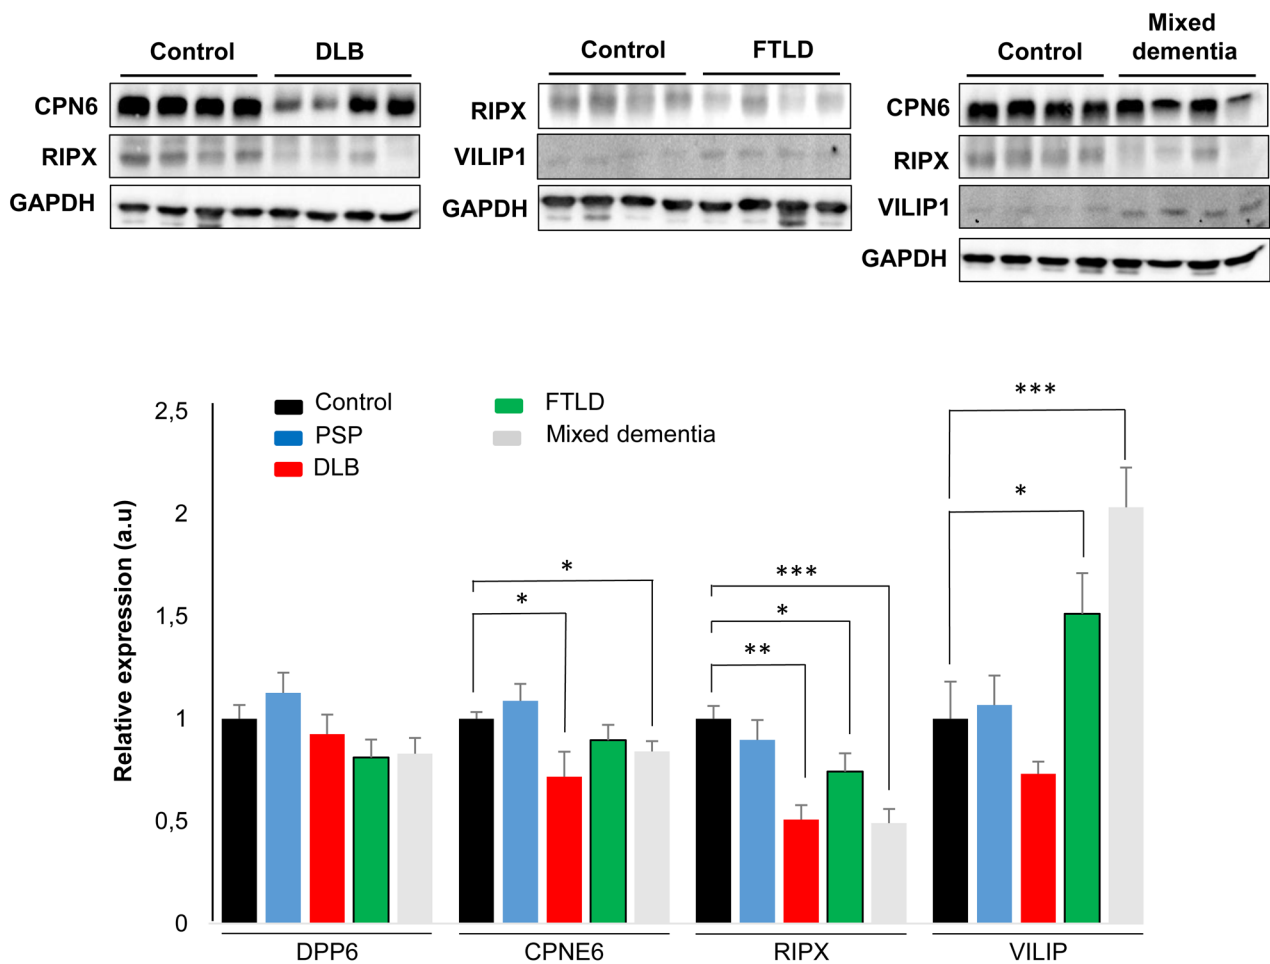 Control DLB
CPN6
RIPX
GAPDH
Control FTLD
RIPX
VILIP1
GAPDH
Mixed
Control dementia
CPN6
RIPX
VILIP1
GAPDH
Control
PSP
DLB
FTLD
Mixed dementia
Relative expression (a.u)
2,5
2
1,5
1
0,5
0
*
*
***
*
**
***
*
DPP6 CPNE6 RIPX VILIP